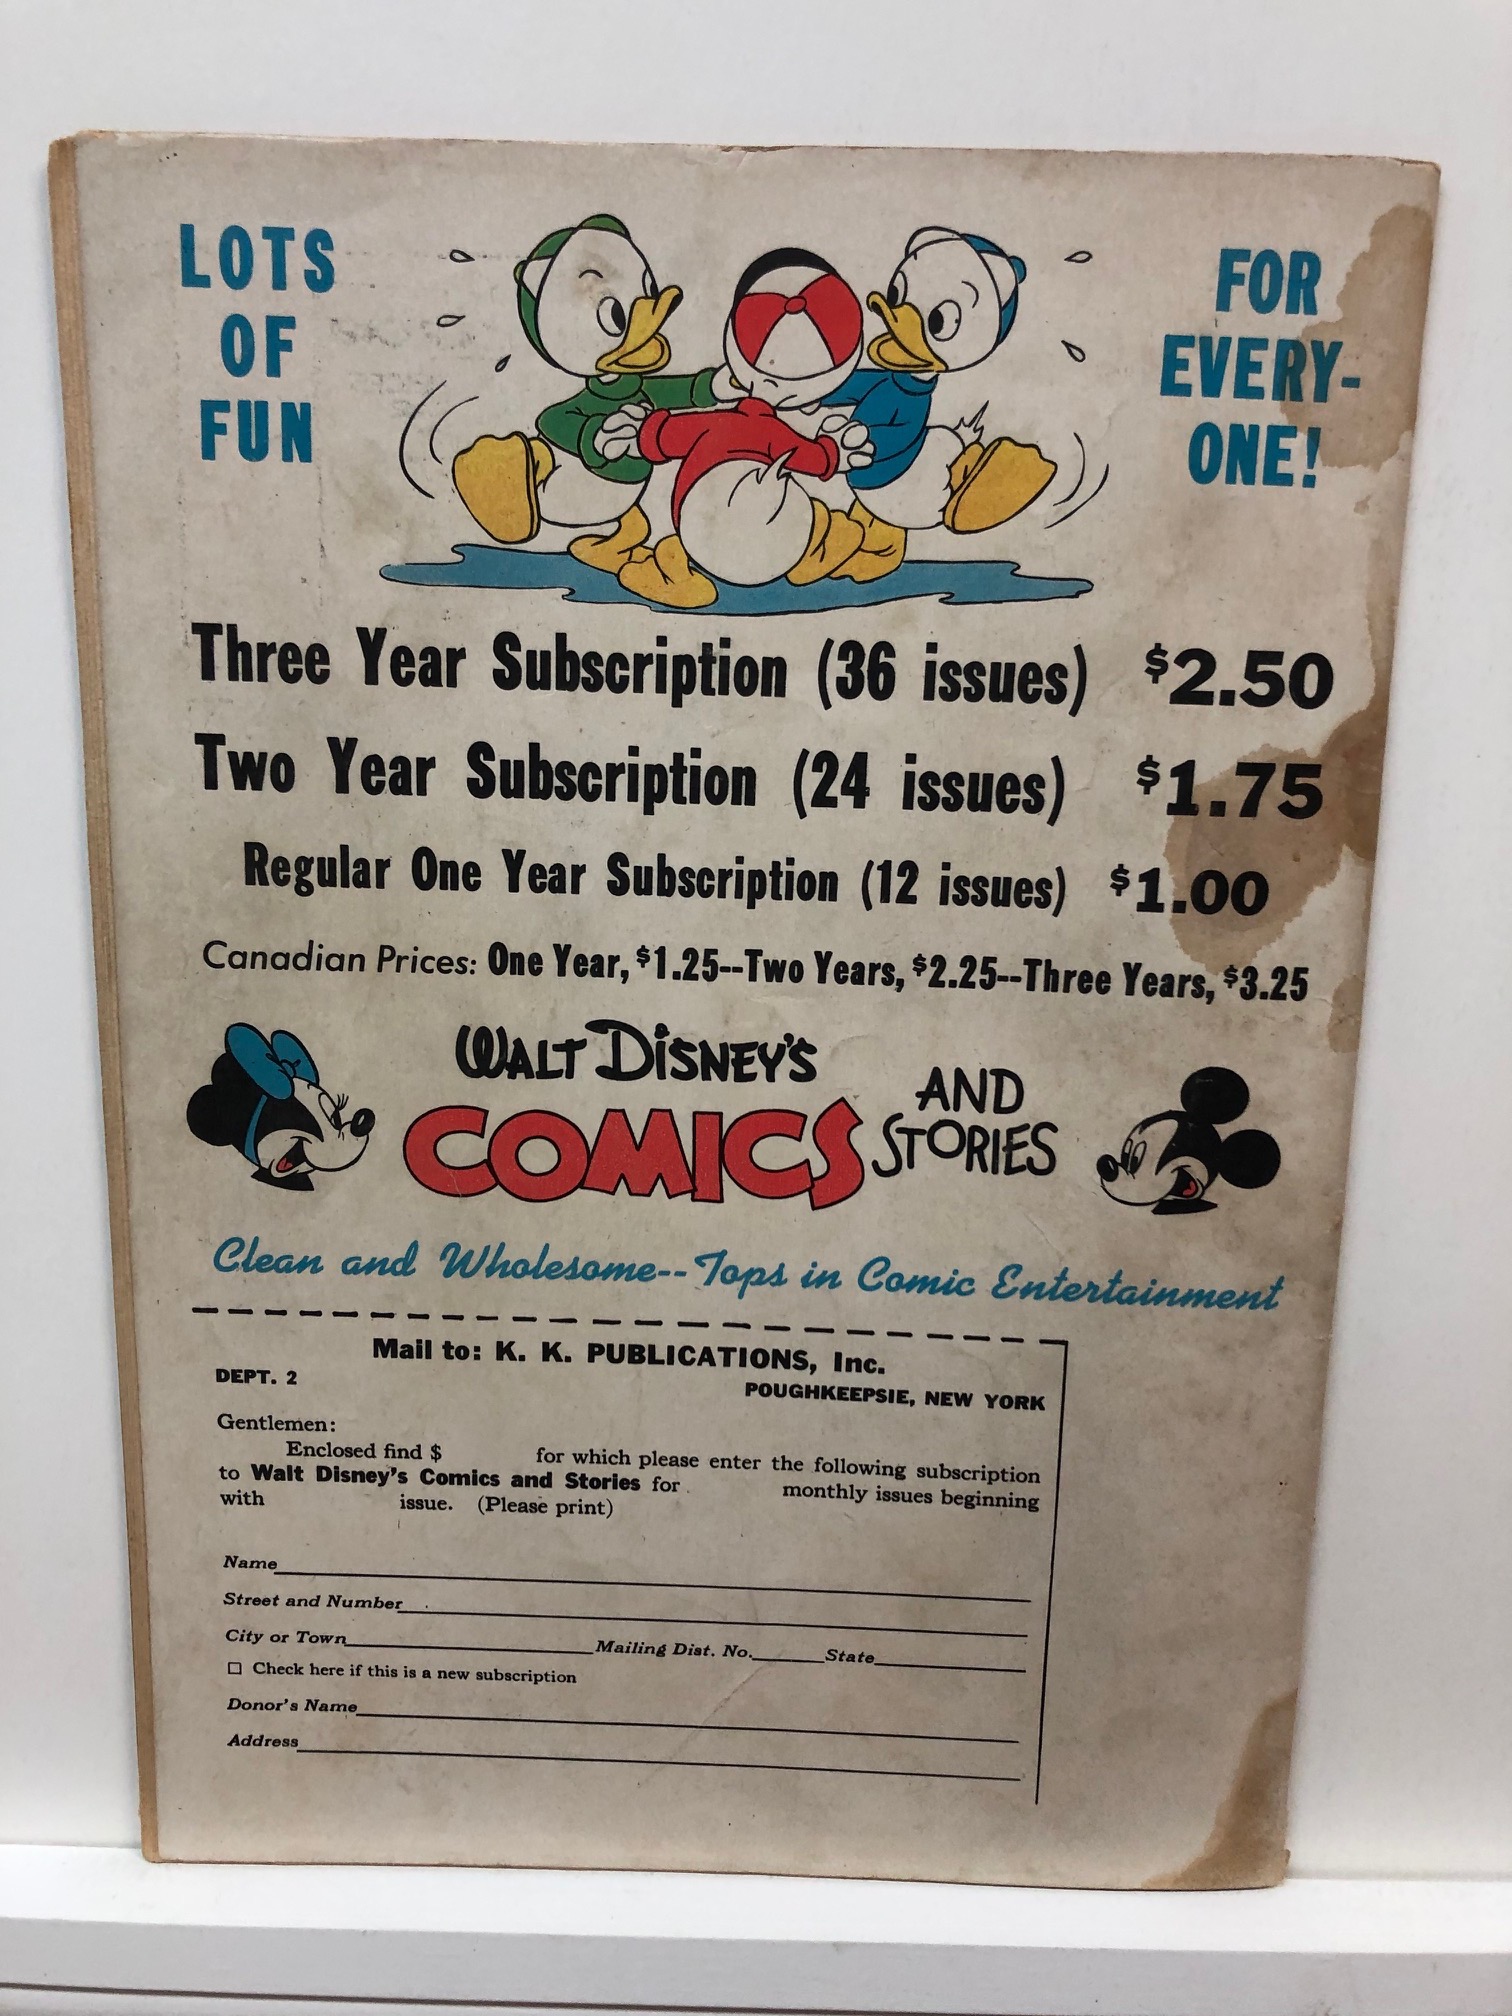 LOTS
OF
FUN
FOR
EVERY-
ONE!
Three Year Subscription (36 issues) $2.50
Two Year Subscription (24 issues) $1.75
Regular One Year Subscription (12 issues) $1.00
Canadian Prices: One Year, $1.25--Two Years, $2.25--Three Years, $3.25
WALT DISNEY'S
COMICS
AND
STORIES
Clean and Wholesome--Tops in Comic Entertainment
Mail to: K. K. PUBLICATIONS, Inc.
DEPT. 2
POUGHKEEPSIE, NEW YORK
Gentlemen:
Enclosed find $ for which please enter the following subscription
to Walt Disney's Comics and Stories for monthly issues beginning
with issue. (Please print)
Name
Street and Number
City or Town Mailing Dist. No. State
☐ Check here if this is a new subscription
Donor's Name
Address